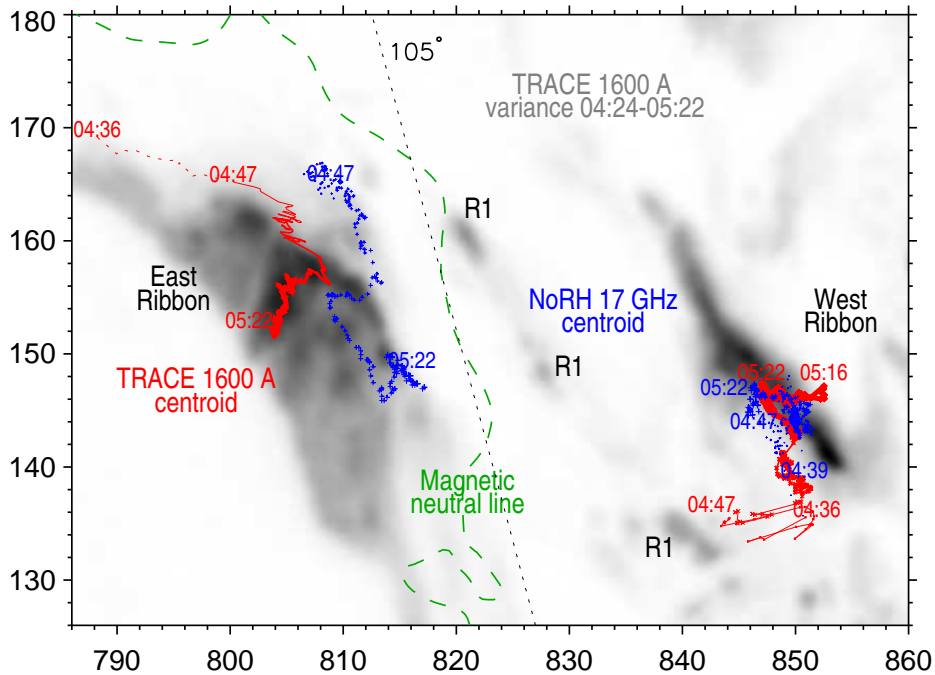 180
105°
TRACE 1600 A
variance 04:24-05:22
170
04:36
04:47
04:47
R1
160
East
Ribbon
NoRH 17 GHz
centroid
West
Ribbon
05:22
150
05:22
R1
TRACE 1600 A
centroid
05:22
05:16
05:22
04:47
140
04:39
Magnetic
neutral line
04:47
04:36
R1
130
790
800
810
820
830
840
850
860